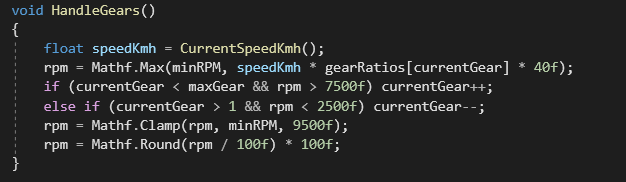 void HandleGears()
{
float speedKmh = CurrentSpeedKmh();
rpm = Mathf.Max(minRPM, speedKmh * gearRatios[currentGear] * 40f);
if (currentGear < maxGear && rpm > 7500f) currentGear++;
else if (currentGear > 1 && rpm < 2500f) currentGear--;
rpm = Mathf.Clamp(rpm, minRPM, 9500f);
rpm = Mathf.Round(rpm / 100f) * 100f;
}